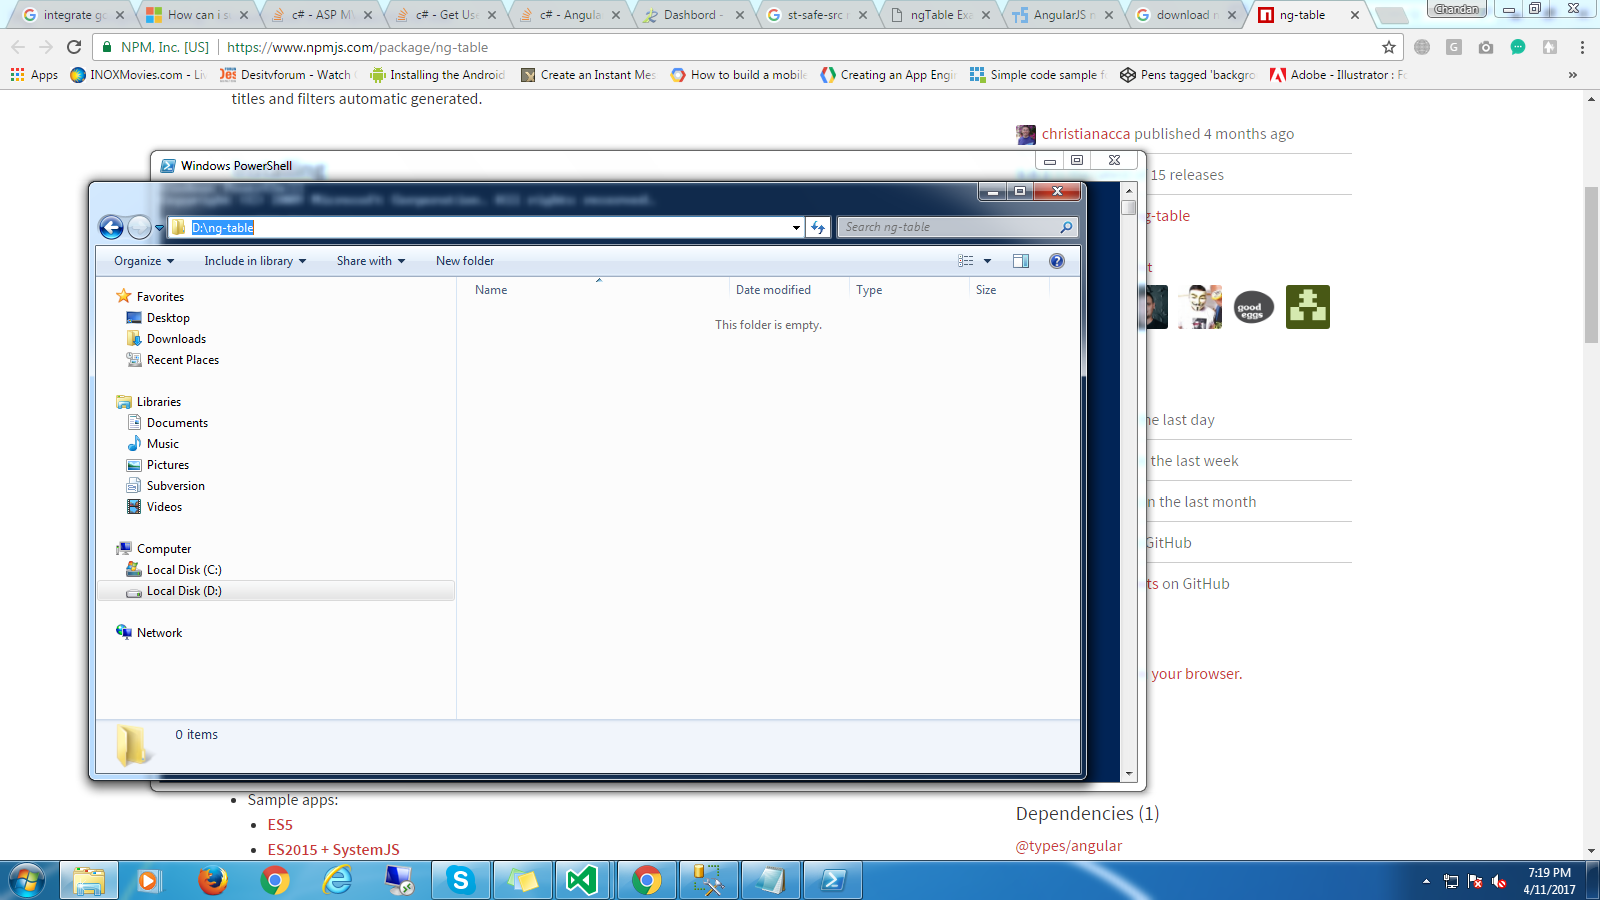 integrate go
How can i s
c# - ASP M
c# - Get Use
c# - Angula
Dashbord -
st-safe-src n
ngTable Exa
AngularJS n
download n
ng-table
Chandan
NPM, Inc. [US]
https://www.npmjs.com/package/ng-table
Apps
INOXMovies.com - Li
Desitvforum - Watch
Installing the Android
Create an Instant Mes
How to build a mobile
Creating an App Engi
Simple code sample f
Pens tagged 'backgro
Adobe - Illustrator : F
titles and filters automatic generated.
christianacca published 4 months ago
15 releases
g-table
Windows PowerShell
D:\ng-table
Search ng-table
Organize
Include in library
Share with
New folder
Name
Date modified
Type
Size
This folder is empty.
Favorites
Desktop
Downloads
Recent Places
Libraries
Documents
Music
Pictures
Subversion
Videos
Computer
Local Disk (C:)
Local Disk (D:)
Network
0 items
good
eggs
he last day
the last week
n the last month
GitHub
ts on GitHub
your browser.
Sample apps:
ES5
ES2015 + SystemJS
Dependencies (1)
@types/angular
7:19 PM
4/11/2017